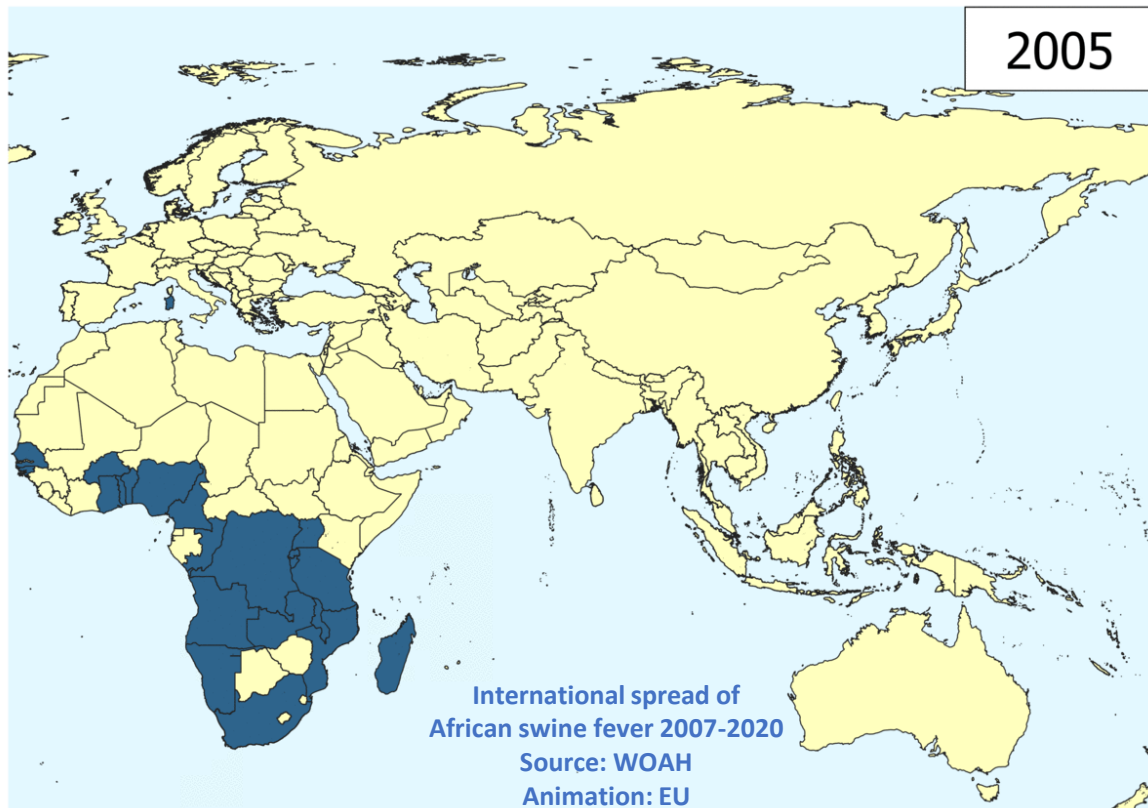 2005
International spread of
African swine fever 2007-2020
Source: WOAH
Animation: EU